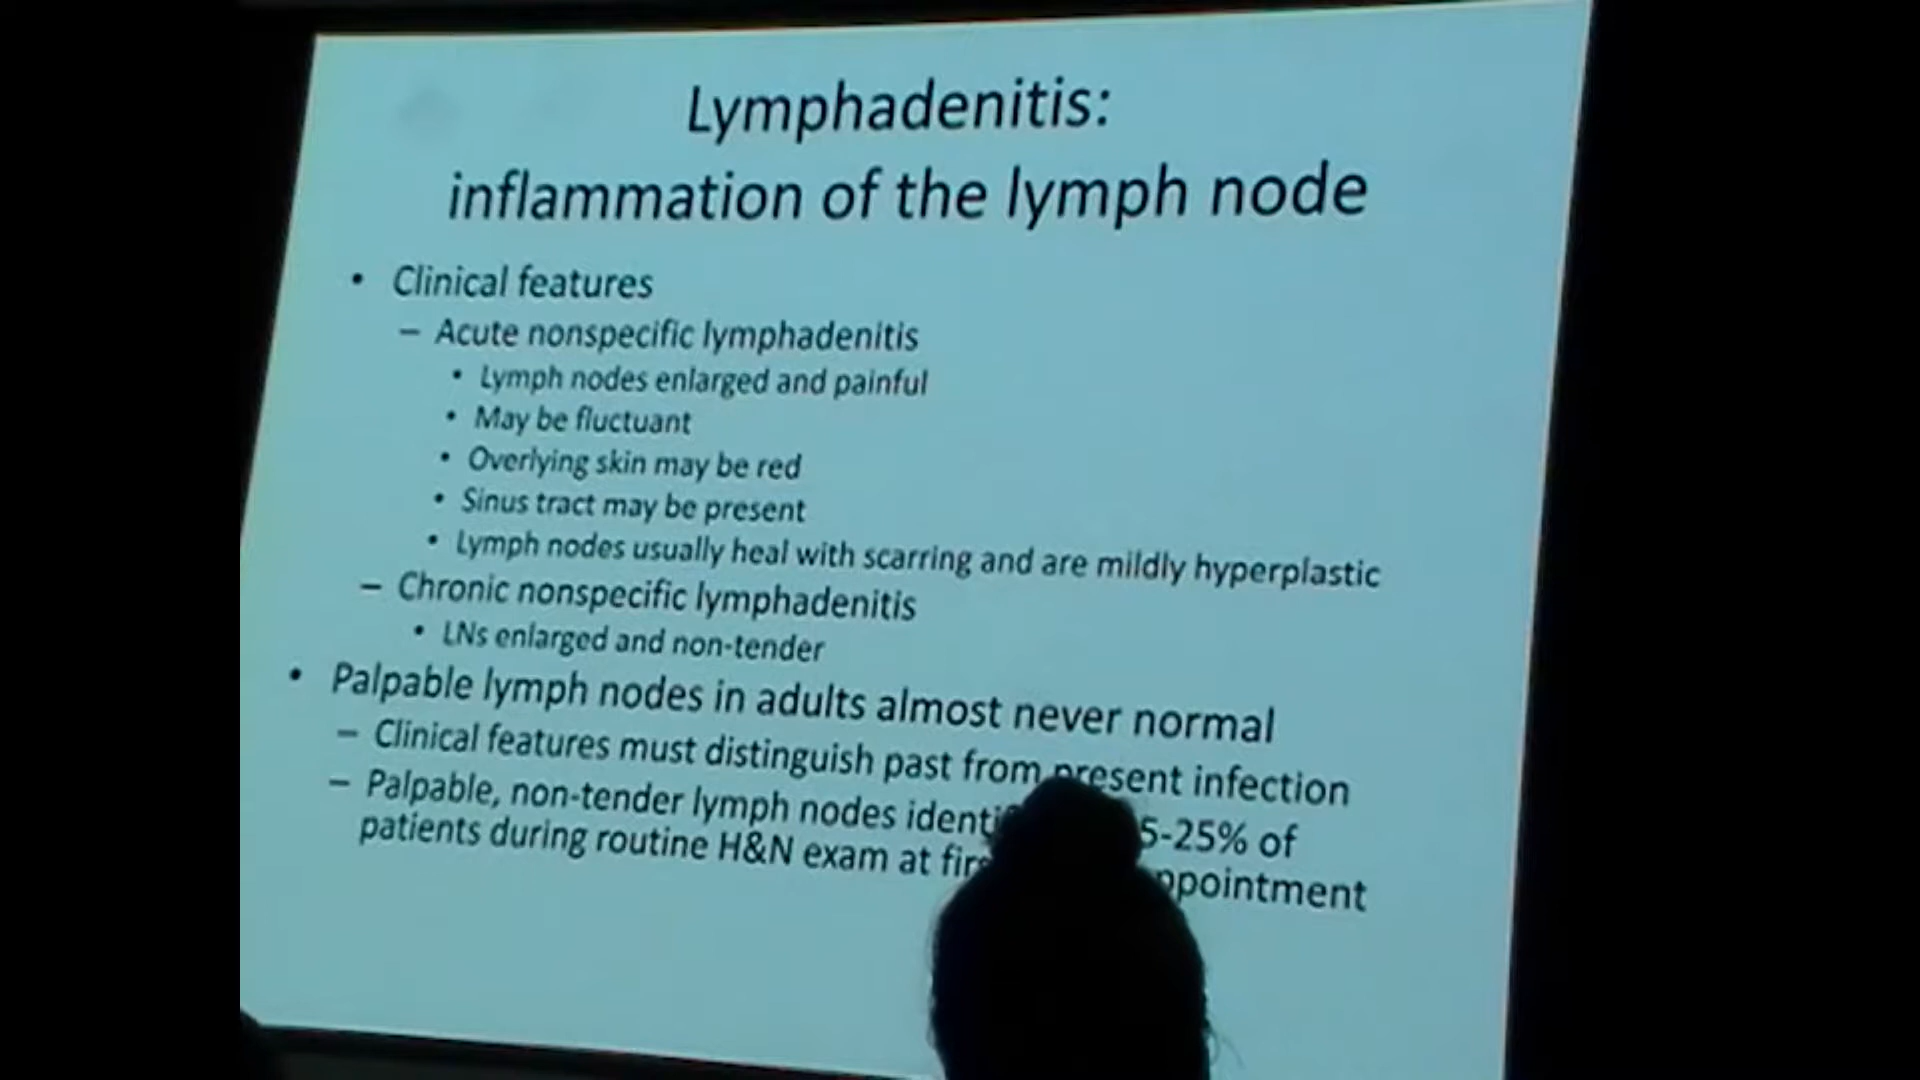 Lymphadenitis:
inflammation of the lymph node
• Clinical features
– Acute nonspecific lymphadenitis
• Lymph nodes enlarged and painful
• May be fluctuant
• Overlying skin may be red
• Sinus tract may be present
• Lymph nodes usually heal with scarring and are mildly hyperplastic
– Chronic nonspecific lymphadenitis
• LNs enlarged and non-tender
• Palpable lymph nodes in adults almost never normal
– Clinical features must distinguish past from present infection
– Palpable, non-tender lymph nodes 5-25% of
patients during routine H&N exam at